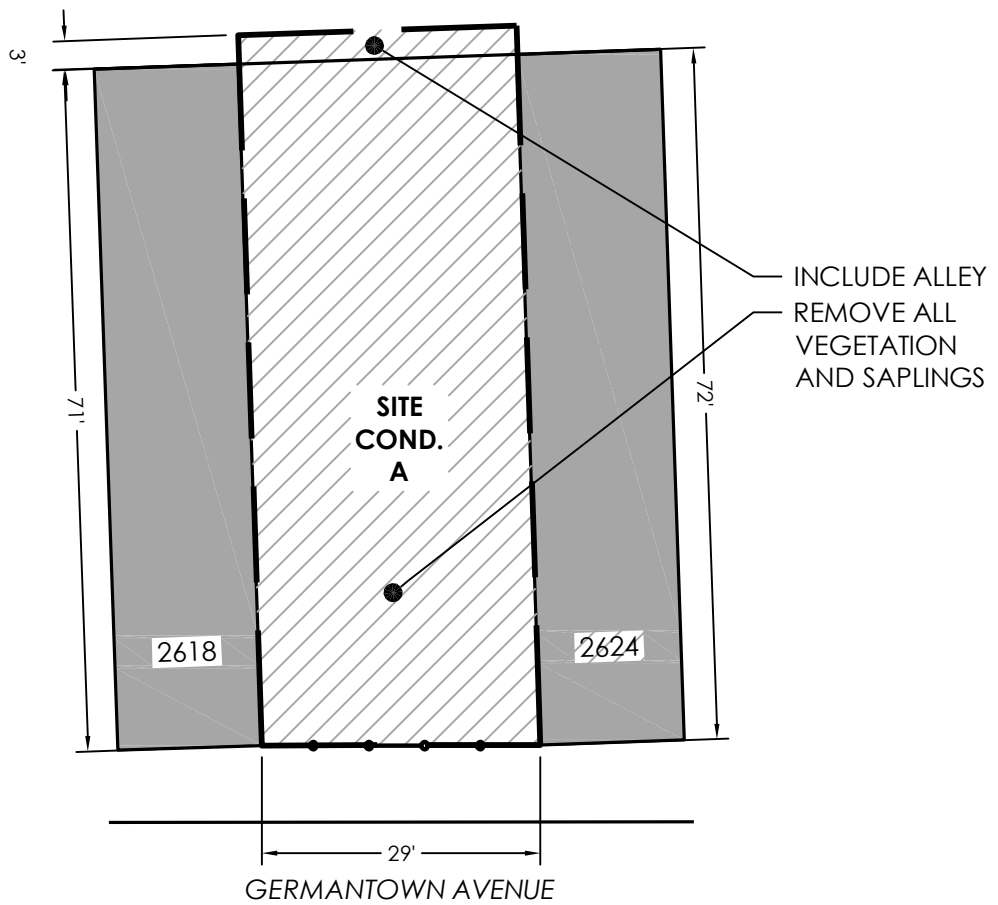 3'
INCLUDE ALLEY
REMOVE ALL
VEGETATION
AND SAPLINGS
71'
72'
SITE
COND.
A
2618
2624
29'
GERMANTOWN AVENUE